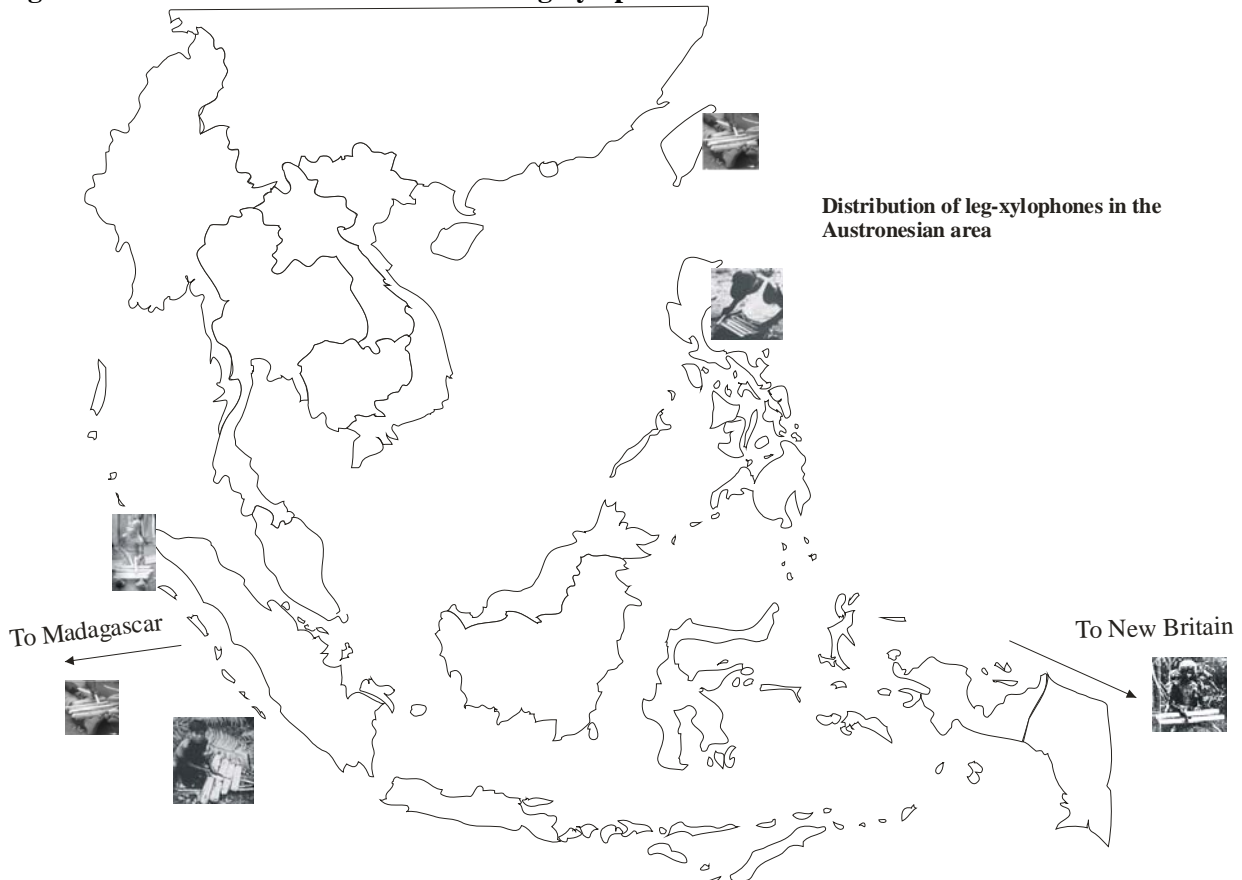 Distribution of leg-xylophones in the
Austronesian area
To Madagascar
To New Britain